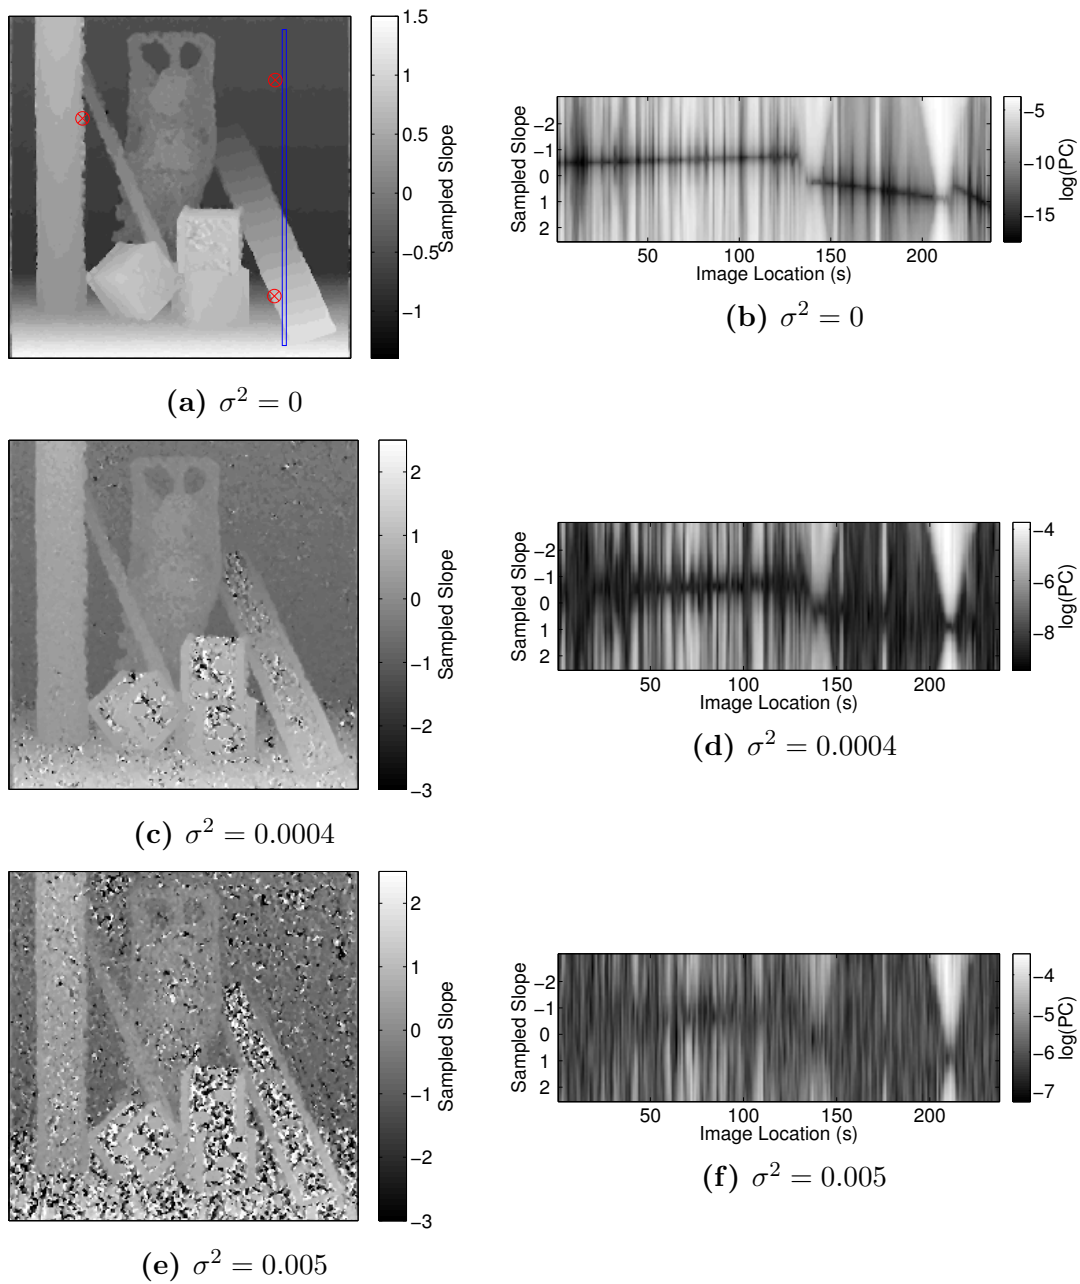 1.5
1
0.5
0
−0.5
−1
Sampled Slope
(a) σ² = 0
−2
−1
0
1
2
Sampled Slope
50 100 150 200
Image Location (s)
−5
−10
−15
log(PC)
(b) σ² = 0
2
1
0
−1
−2
−3
Sampled Slope
(c) σ² = 0.0004
−2
−1
0
1
2
Sampled Slope
50 100 150 200
Image Location (s)
−4
−6
−8
log(PC)
(d) σ² = 0.0004
2
1
0
−1
−2
−3
Sampled Slope
(e) σ² = 0.005
−2
−1
0
1
2
Sampled Slope
50 100 150 200
Image Location (s)
−4
−5
−6
−7
log(PC)
(f) σ² = 0.005